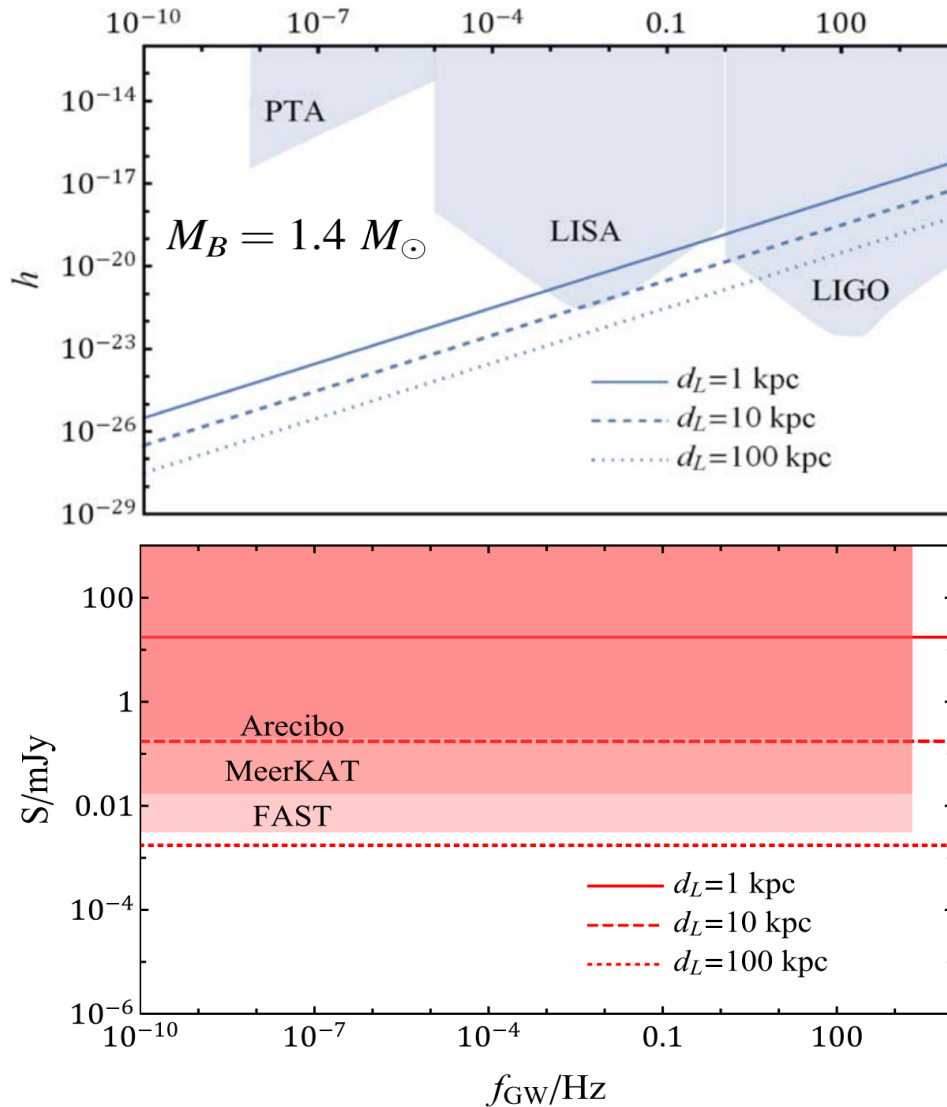 10⁻¹⁰ 10⁻⁷ 10⁻⁴ 0.1 100
10⁻¹⁴
PTA
10⁻¹⁷
M_B = 1.4 M_⊙
LISA
10⁻²⁰
LIGO
h
10⁻²³
d_L=1 kpc
10⁻²⁶
d_L=10 kpc
d_L=100 kpc
10⁻²⁹
100
1
Arecibo
S/mJy
MeerKAT
0.01
FAST
d_L=1 kpc
10⁻⁴
d_L=10 kpc
d_L=100 kpc
10⁻⁶
10⁻¹⁰ 10⁻⁷ 10⁻⁴ 0.1 100
f_GW/Hz